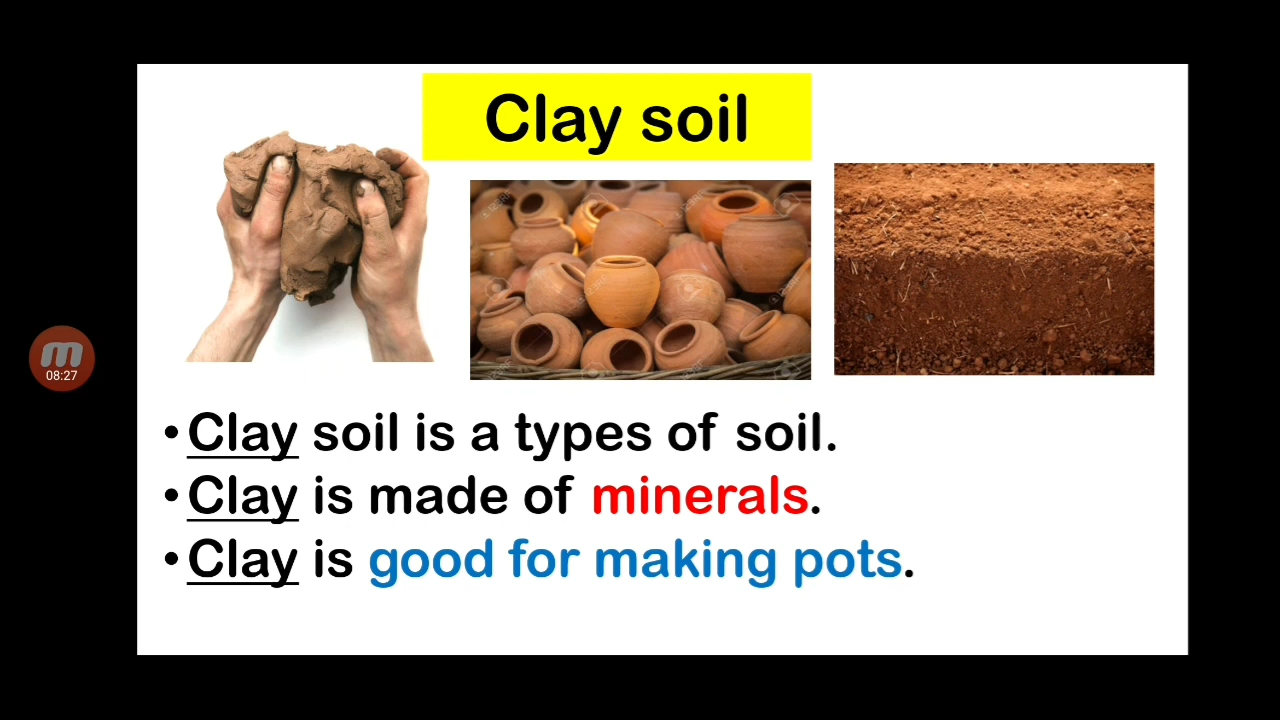 Clay soil
m
08:27
• Clay soil is a types of soil.
• Clay is made of minerals.
• Clay is good for making pots.